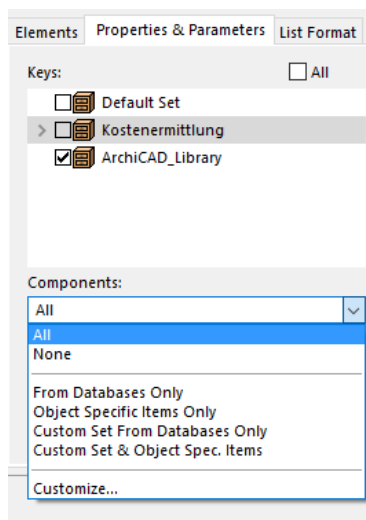 Elements Properties & Parameters List Format
Keys: All
Default Set
Kostenermittlung
ArchiCAD_Library
Components:
All
All
None
From Databases Only
Object Specific Items Only
Custom Set From Databases Only
Custom Set & Object Spec. Items
Customize...